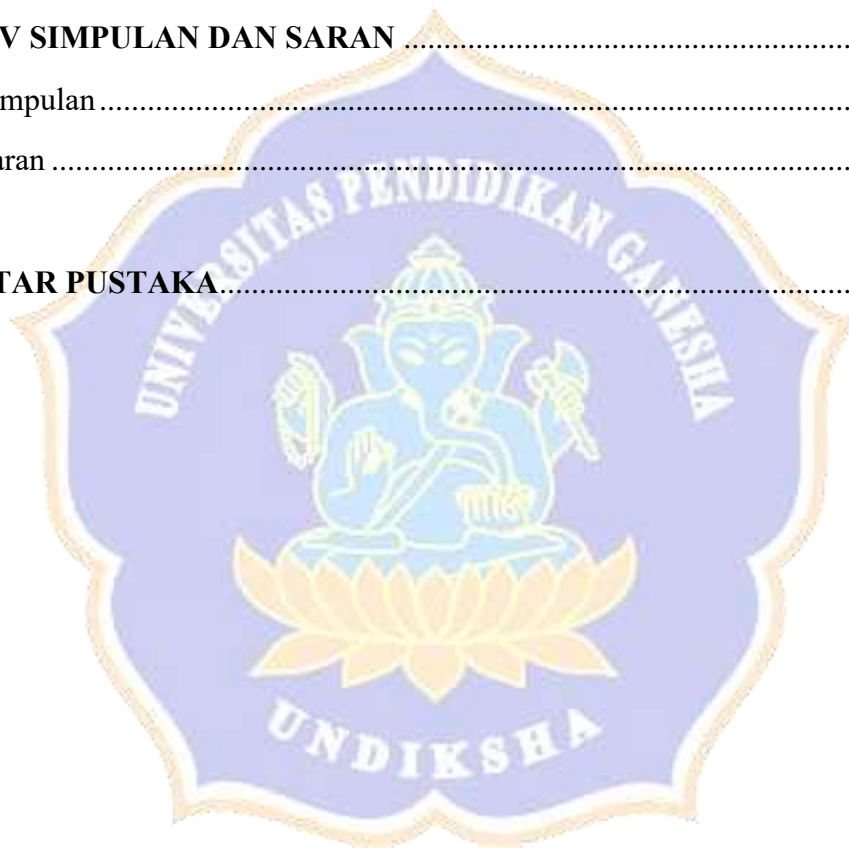 V SIMPULAN DAN SARAN ........................................................
mpulan ................................................................................................
aran ......................................................................................................
TAR PUSTAKA ................................................................................
UNIVERSITAS PENDIDIKAN GANESHA
UNDIKSHA